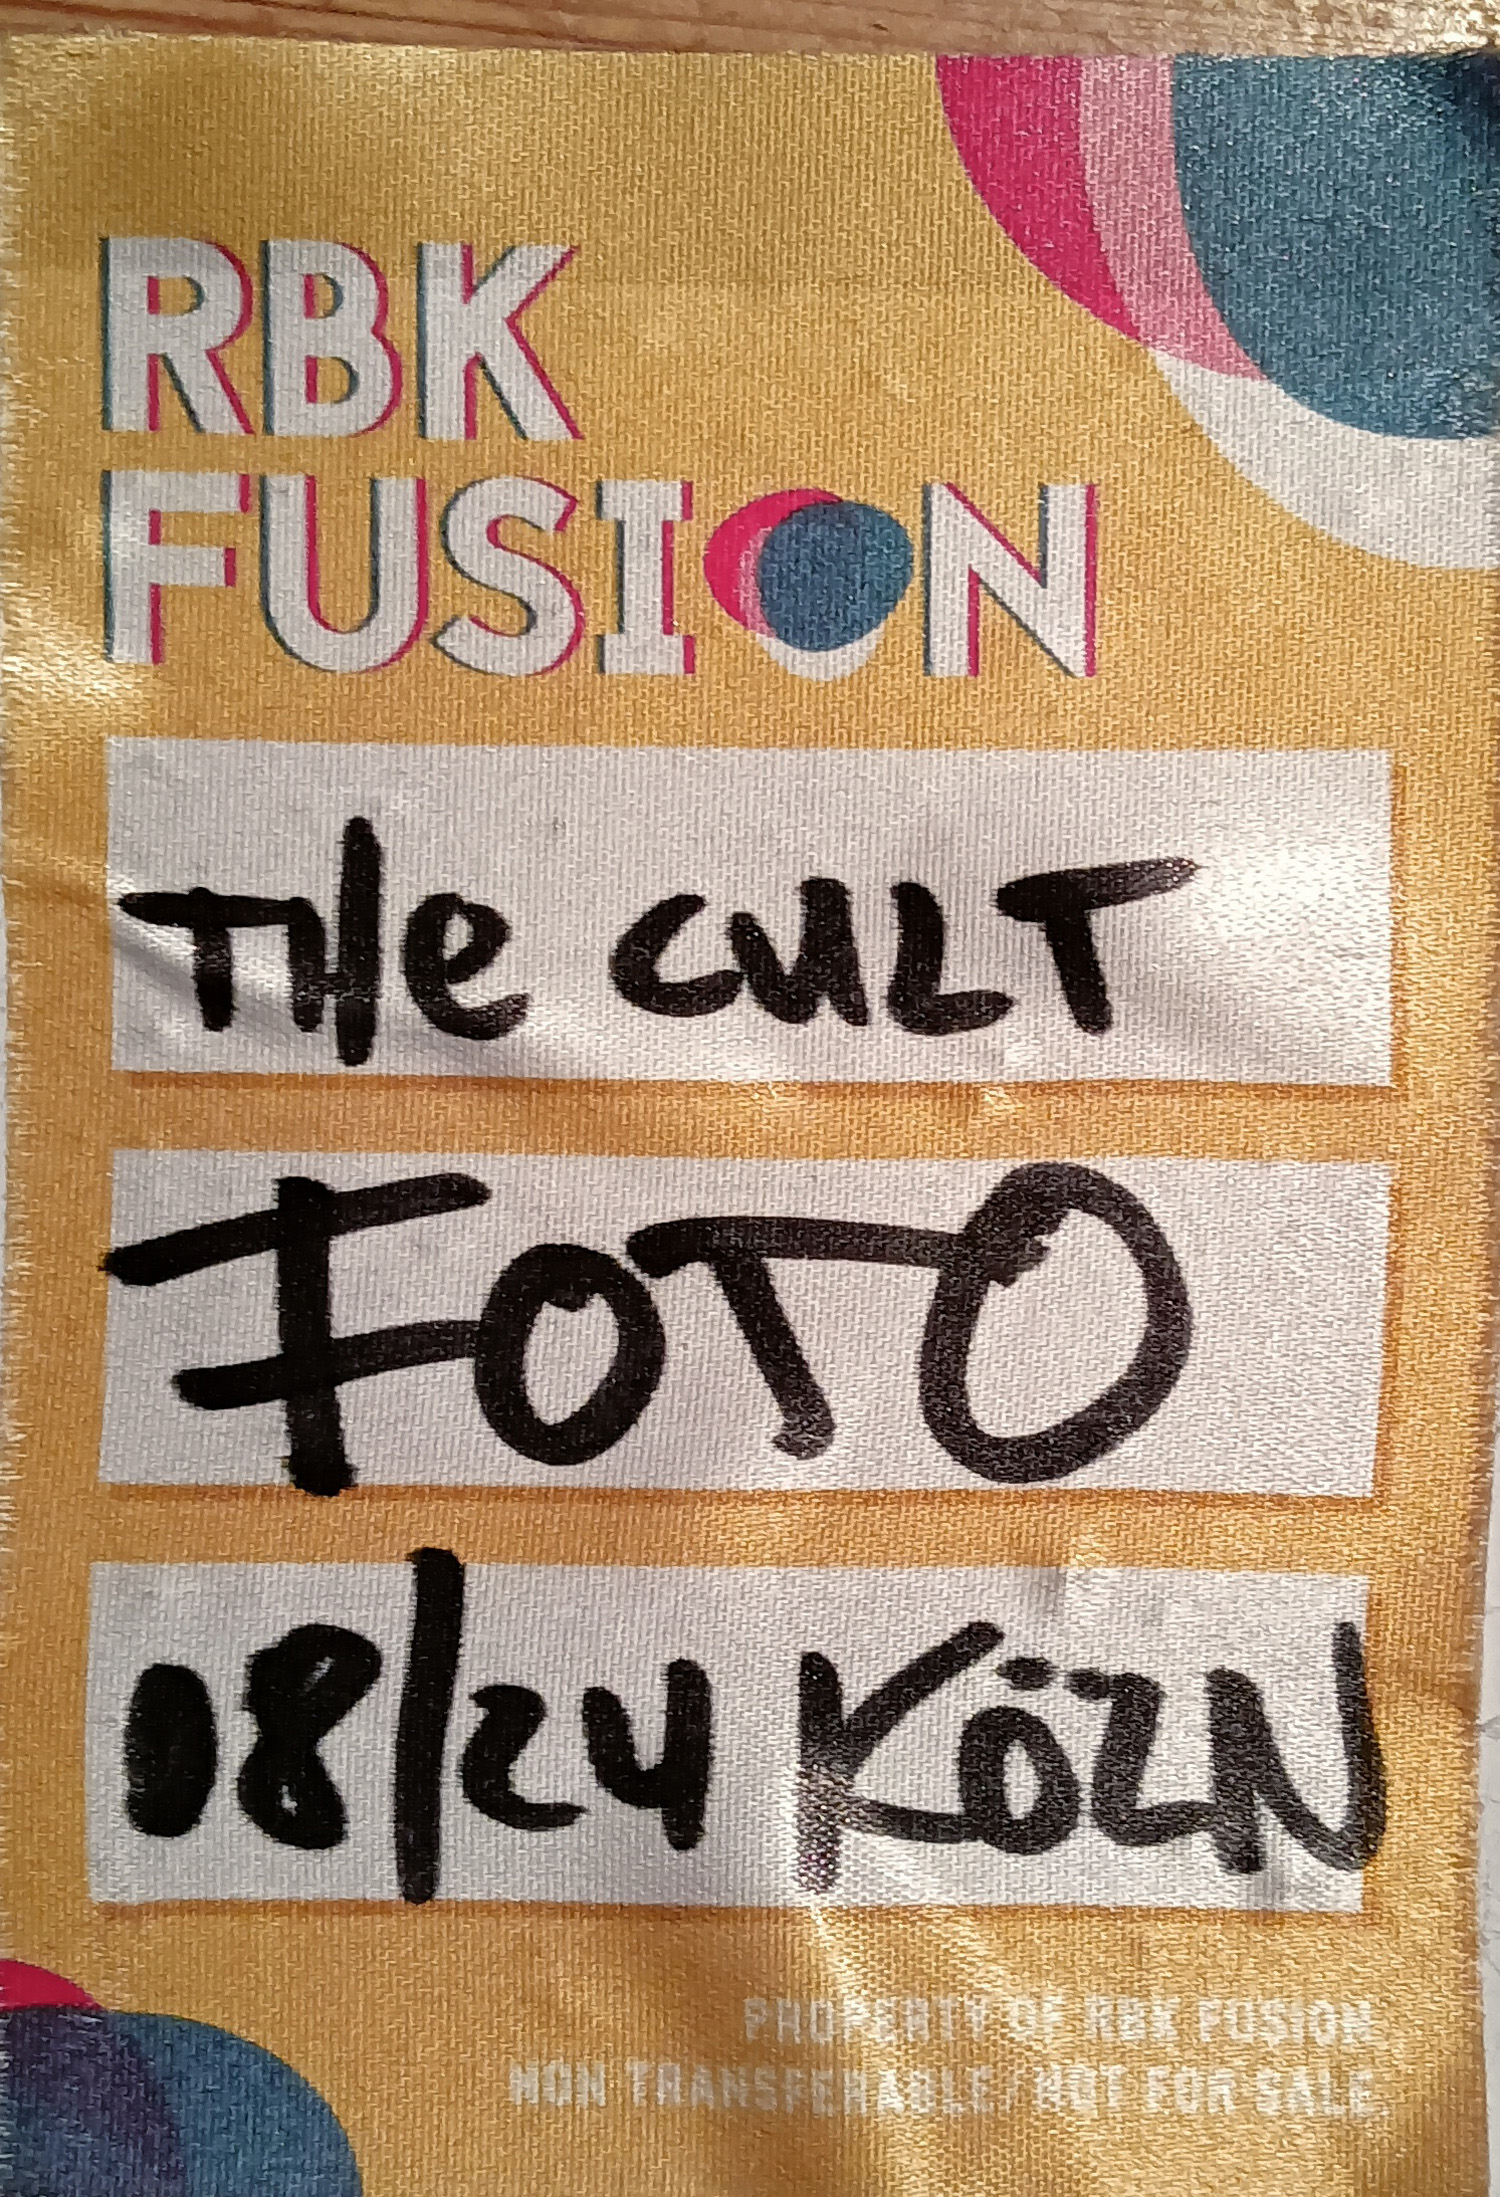 RBK
FUSION
THe CULT
FOTO
08/24 KÖLN
PROPERTY OF RBK FUSION
NON TRANSFERABLE/NOT FOR SALE.